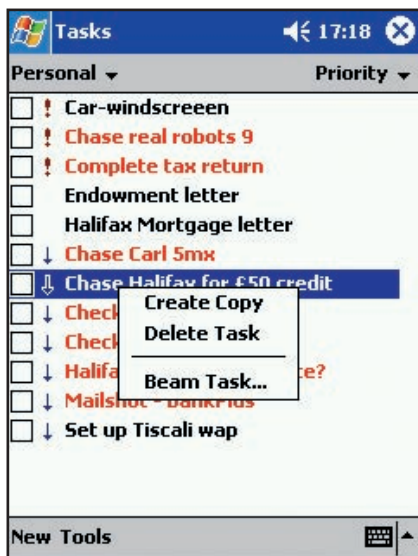 Tasks 17:18
Personal Priority
! Car-windscreeen
! Chase real robots 9
! Complete tax return
Endowment letter
Halifax Mortgage letter
↓ Chase Carl 5mx
↓ Chase Halifax for £50 credit
Create Copy
↓ Check
Delete Task
↓ Check
↓ Halifa ce?
Beam Task...
↓ Mailshot - BankPlus
↓ Set up Tiscali wap
New Tools